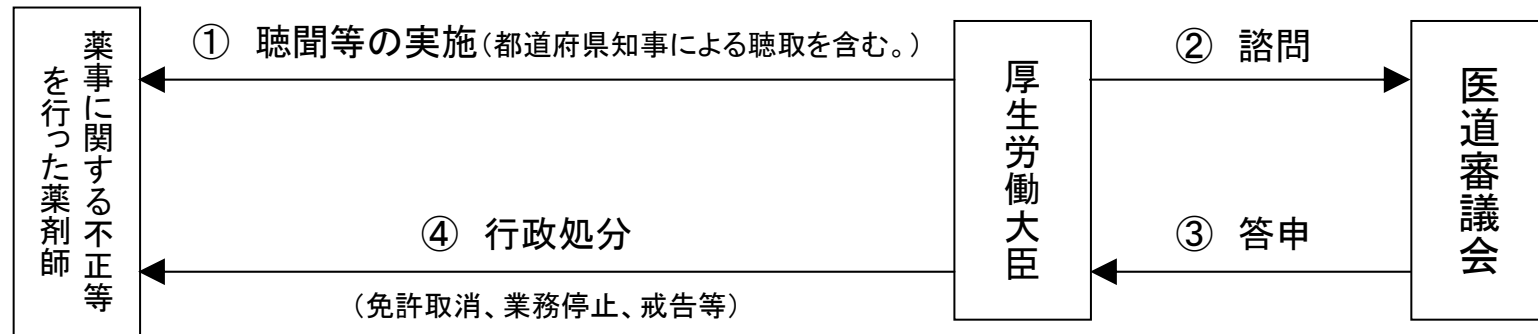 薬事に関する不正等
を行った薬剤師
① 聴聞等の実施(都道府県知事による聴取を含む。)
厚生労働大臣
② 諮問
医道審議会
④ 行政処分
(免許取消、業務停止、戒告等)
③ 答申